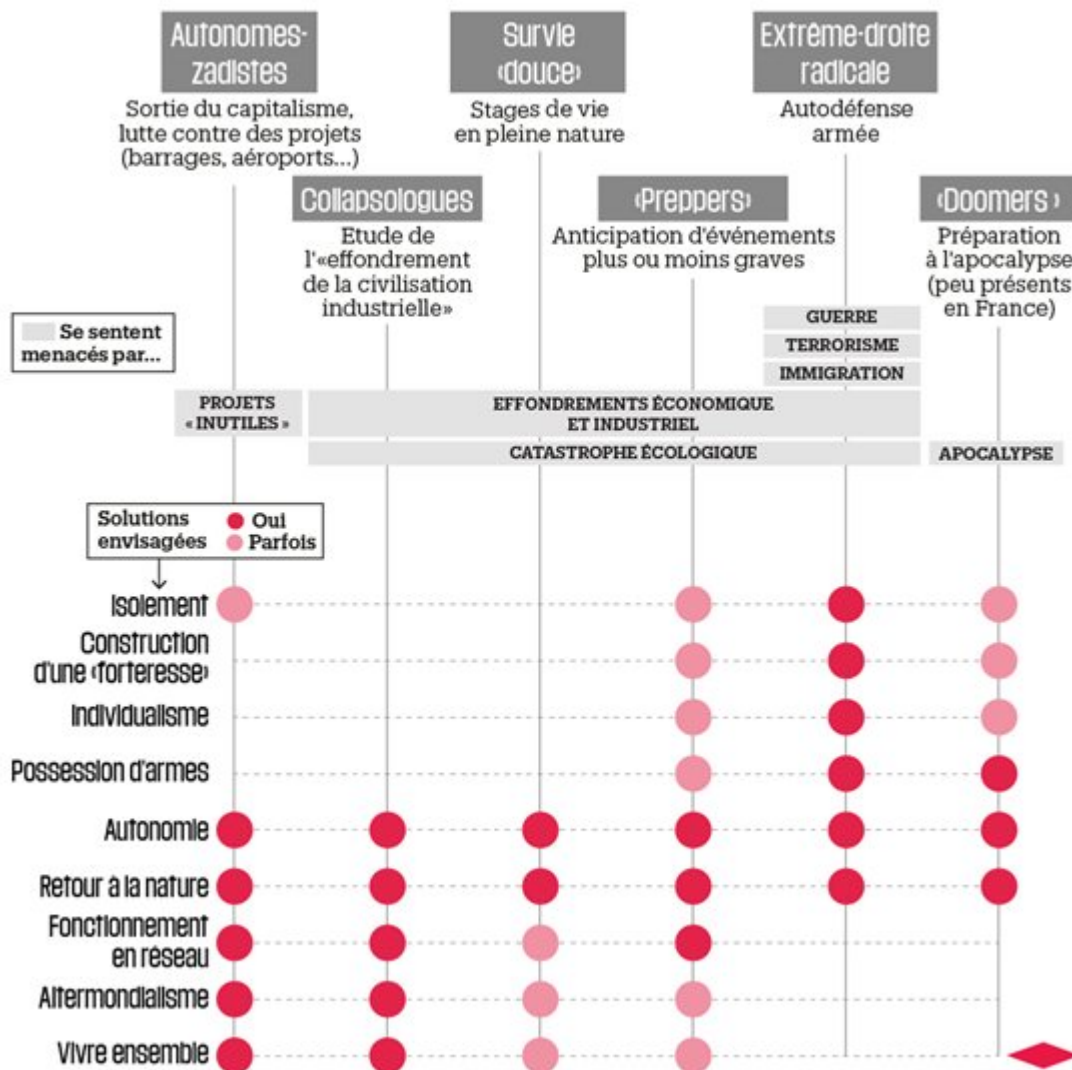 Autonomes-
zadistes
Sortie du capitalisme,
lutte contre des projets
(barrages, aéroports...)
Survie
«douce»
Stages de vie
en pleine nature
Extrême-droite
radicale
Autodéfense
armée
Collapsologues
Etude de
l'«effondrement
de la civilisation
industrielle»
«Preppers»
Anticipation d'événements
plus ou moins graves
«Doomers»
Préparation
à l'apocalypse
(peu présents
en France)
Se sentent
menacés par...
GUERRE
TERRORISME
IMMIGRATION
PROJETS
« INUTILES »
EFFONDREMENTS ÉCONOMIQUE
ET INDUSTRIEL
CATASTROPHE ÉCOLOGIQUE
APOCALYPSE
Solutions
envisagées
Oui
Parfois
Isolement
Construction
d'une «forteresse»
Individualisme
Possession d'armes
Autonomie
Retour à la nature
Fonctionnement
en réseau
Altermondialisme
Vivre ensemble